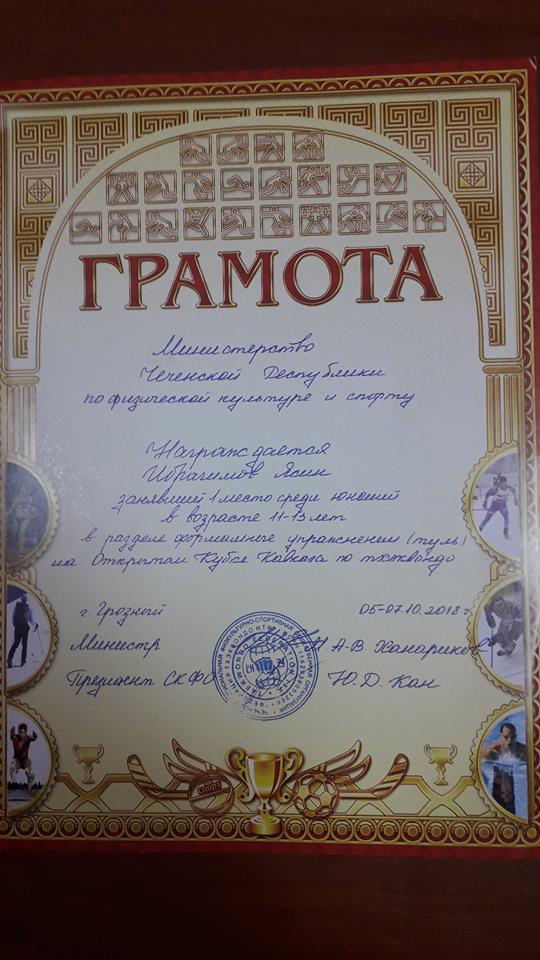 ГРАМОТА
Министерство
Чеченской Республики
по физической культуре и спорту
Награждается
Ибрагимов Ясин
занявший 1 место среди юношей
в возрасте 11-13 лет
в разделе формальные упражнения (туль)
на Открытом Кубке Кавказа по тхэквондо
г. Грозный 05-07.10.2018 г.
Министр А-В. Хамариков
Президент СКФО Ю.Д. Кан
СПОРТ